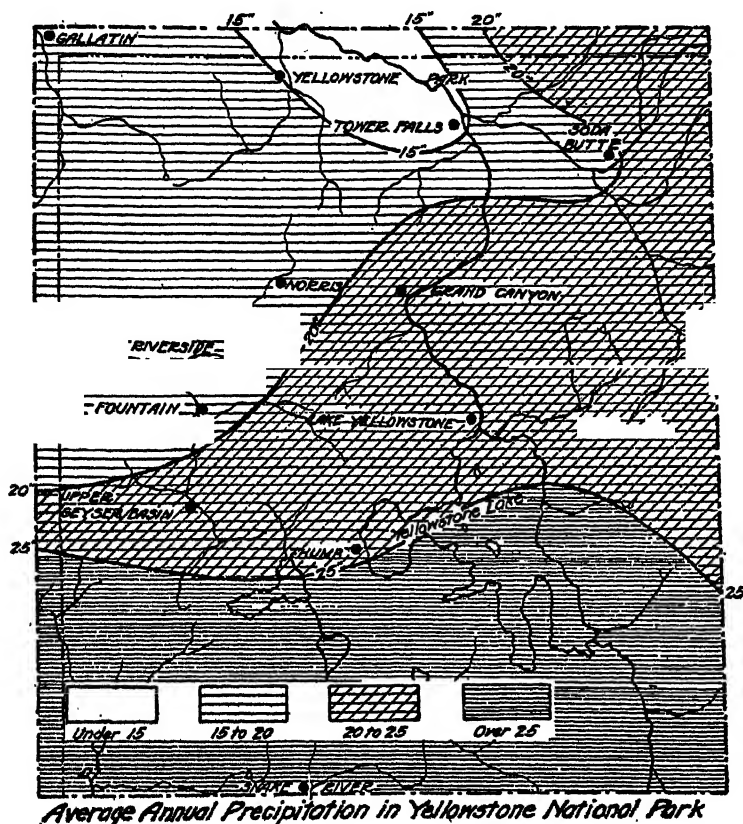 15" 15" 20"
GALLATIN
YELLOWSTONE PARK
20"
TOWER FALLS
SODA BUTTE
15"
NORRIS
GRAND CANYON
20"
RIVERSIDE
FOUNTAIN
LAKE YELLOWSTONE
20"
UPPER GEYSER BASIN
Yellowstone Lake
25"
THUMB
25"
25
Under 15 15 to 20 20 to 25 Over 25
SNAKE RIVER
Average Annual Precipitation in Yellowstone National Park